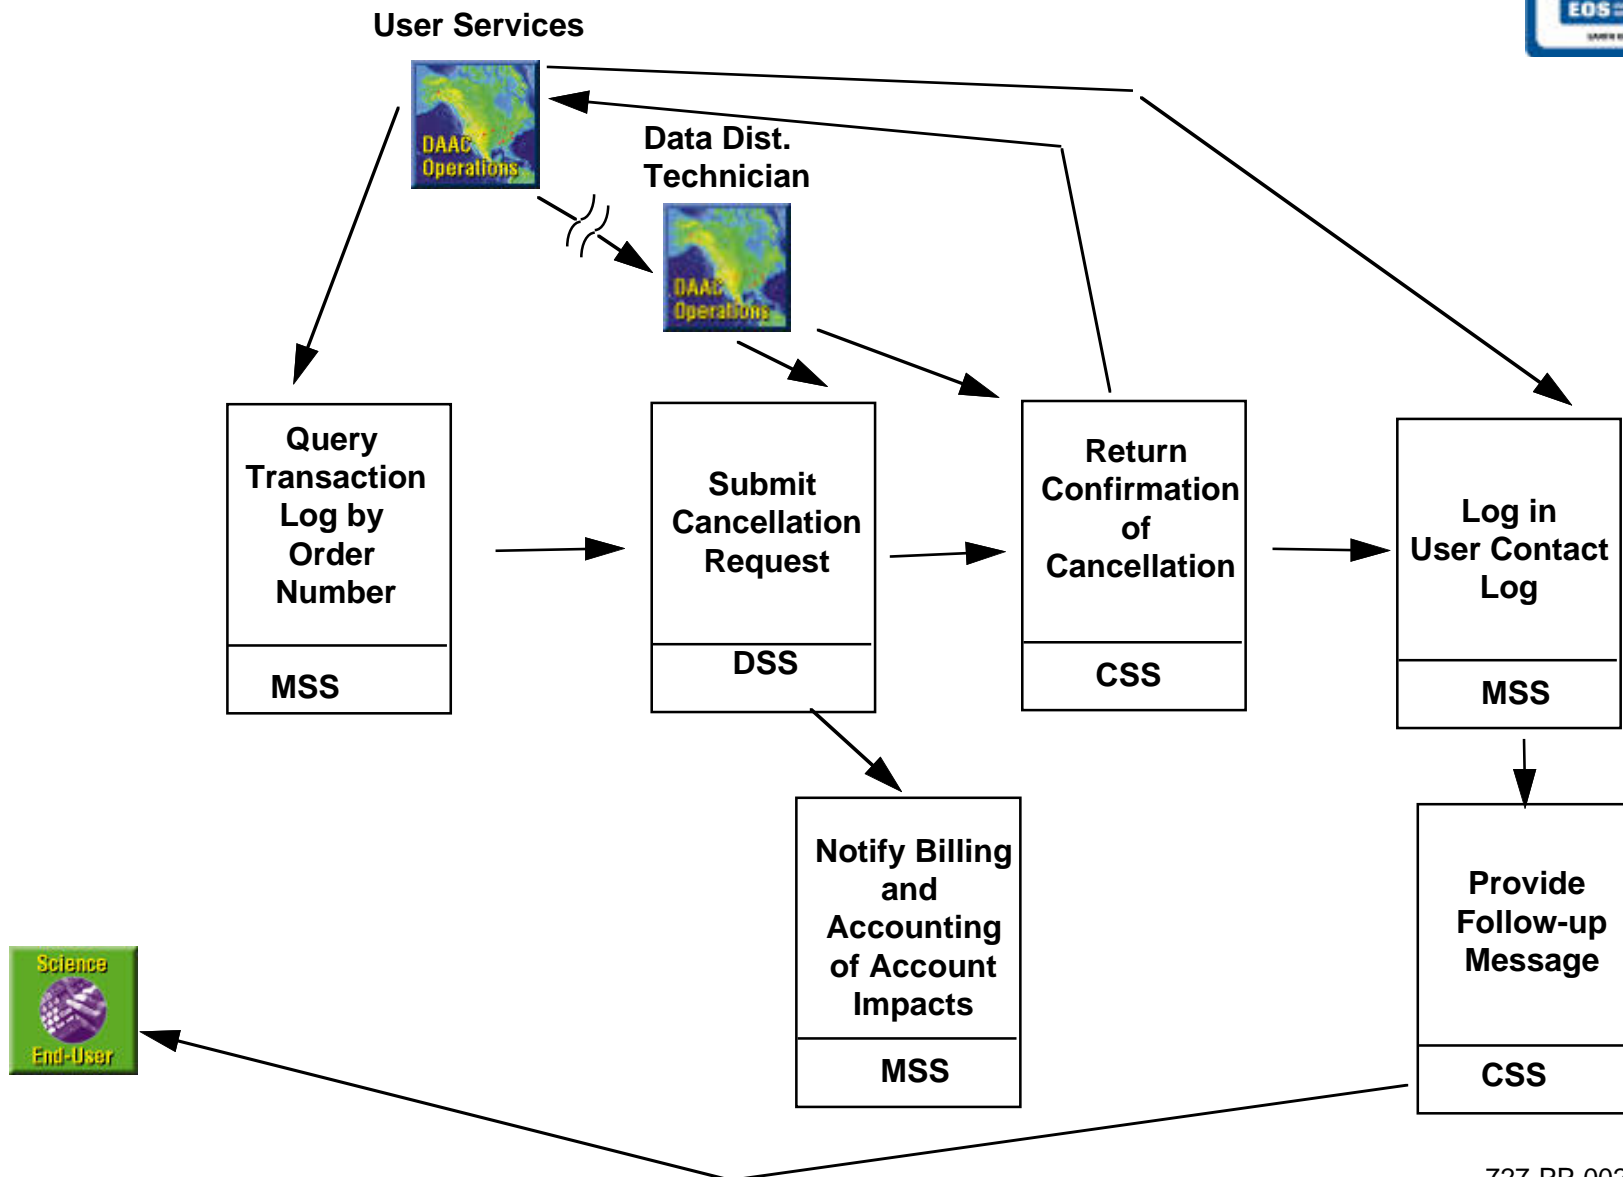 User Services
EOS
DAAC
Operations
Data Dist.
Technician
DAAC
Operations
Query
Transaction
Log by
Order
Number
MSS
Submit
Cancellation
Request
DSS
Return
Confirmation
of
Cancellation
CSS
Log in
User Contact
Log
MSS
Notify Billing
and
Accounting
of Account
Impacts
MSS
Provide
Follow-up
Message
CSS
Science
End-User